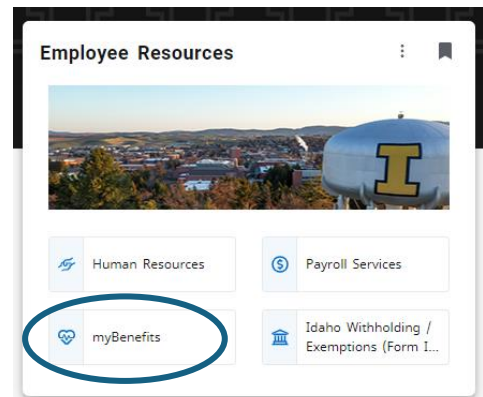 Employee Resources
I
Human Resources
Payroll Services
myBenefits
Idaho Withholding /
Exemptions (Form I...